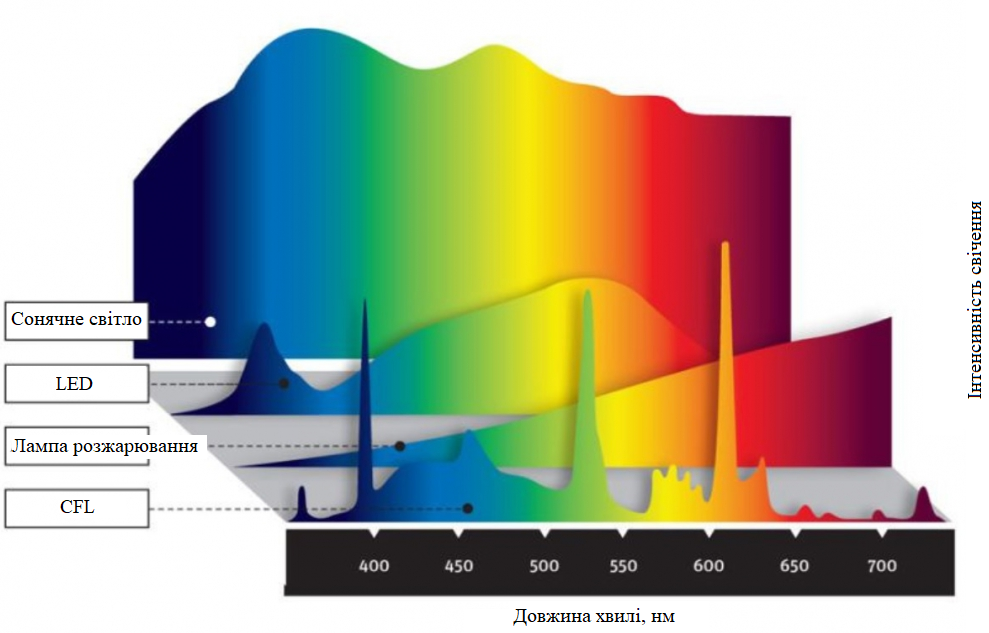 Інтенсивність свічення
Сонячне світло
LED
Лампа розжарювання
CFL
400 450 500 550 600 650 700
Довжина хвилі, нм